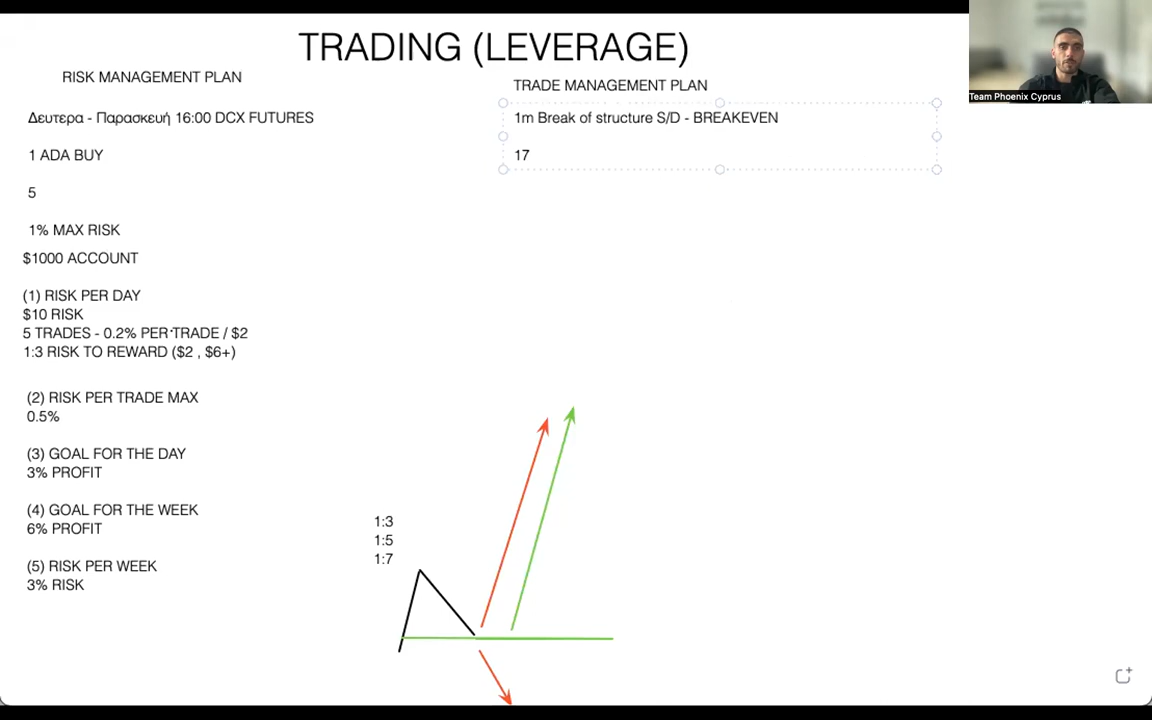 TRADING (LEVERAGE)
RISK MANAGEMENT PLAN
Δευτερα - Παρασκευή 16:00 DCX FUTURES
1 ADA BUY
5
1% MAX RISK
$1000 ACCOUNT
(1) RISK PER DAY
$10 RISK
5 TRADES - 0.2% PER TRADE / $2
1:3 RISK TO REWARD ($2 , $6+)
(2) RISK PER TRADE MAX
0.5%
(3) GOAL FOR THE DAY
3% PROFIT
(4) GOAL FOR THE WEEK
6% PROFIT
(5) RISK PER WEEK
3% RISK
TRADE MANAGEMENT PLAN
1m Break of structure S/D - BREAKEVEN
17
1:3
1:5
1:7
Team Phoenix Cyprus